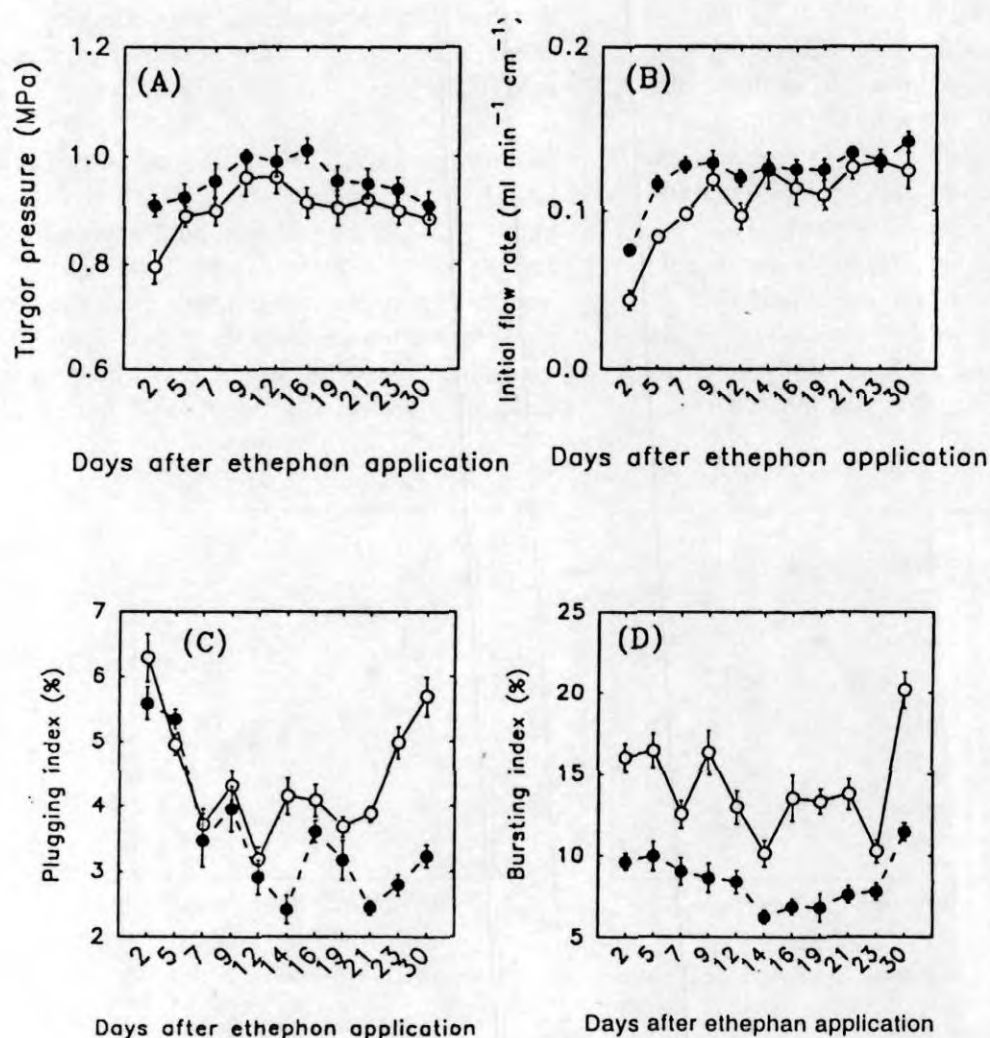 (A)
Turgor pressure (MPa)
1.2
1.0
0.8
0.6
2 5 7 9 12 16 19 21 23 30
Days after ethephon application
(B)
Initial flow rate (ml min⁻¹ cm⁻¹)
0.2
0.1
0.0
2 5 7 9 12 14 16 19 21 23 30
Days after ethephon application
(C)
Plugging index (%)
7
6
5
4
3
2
2 5 7 9 12 14 16 19 21 23 30
Days after ethephon application
(D)
Bursting index (%)
25
20
15
10
5
2 5 7 9 12 14 16 19 21 23 30
Days after ethephan application